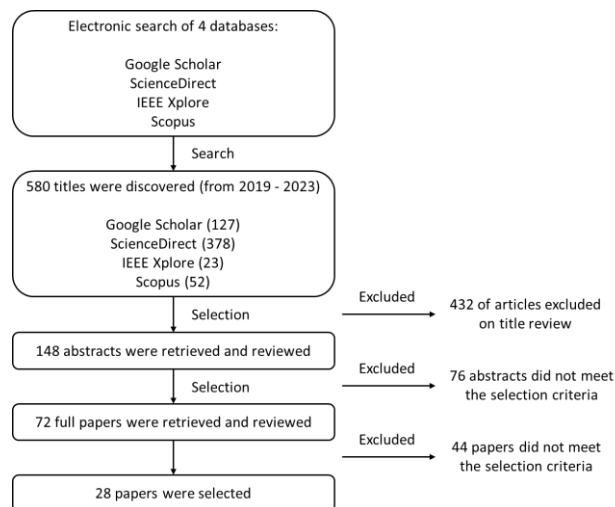 Electronic search of 4 databases:
Google Scholar
ScienceDirect
IEEE Xplore
Scopus
Search
580 titles were discovered (from 2019 - 2023)
Google Scholar (127)
ScienceDirect (378)
IEEE Xplore (23)
Scopus (52)
Selection
Excluded
432 of articles excluded
on title review
148 abstracts were retrieved and reviewed
Selection
Excluded
76 abstracts did not meet
the selection criteria
72 full papers were retrieved and reviewed
Excluded
44 papers did not meet
the selection criteria
28 papers were selected